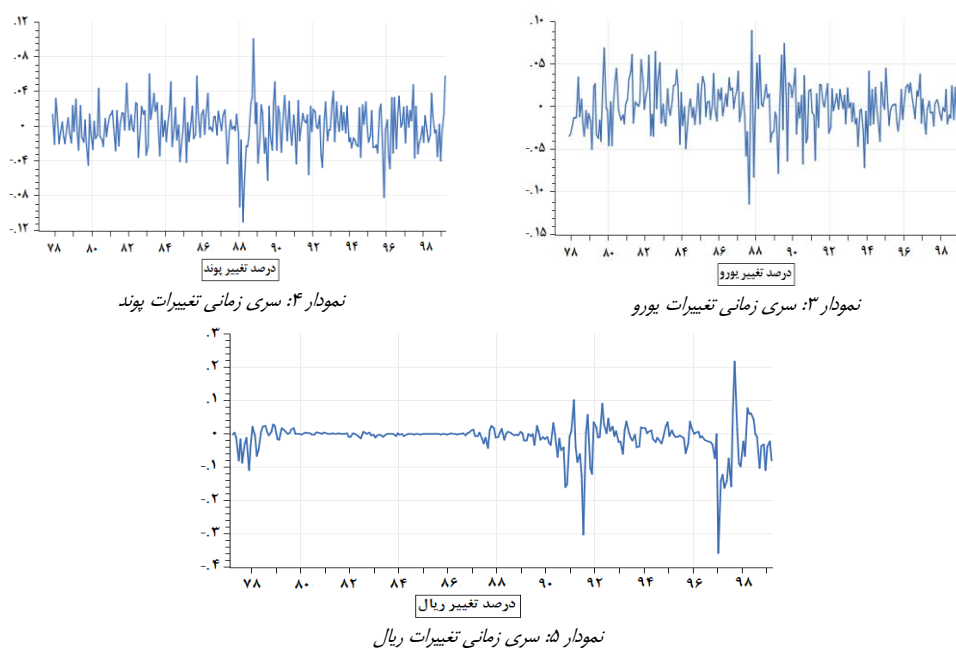 .۱۲
.۰۸
.۰۴
۰
-.۰۴
-.۰۸
-.۱۲
۷۸ ۸۰ ۸۲ ۸۴ ۸۶ ۸۸ ۹۰ ۹۲ ۹۴ ۹۶ ۹۸
درصد تغییر پوند
نمودار ۴: سری زمانی تغییرات پوند
.۱۰
.۰۵
۰
-.۰۵
-.۱۰
-.۱۵
۷۸ ۸۰ ۸۲ ۸۴ ۸۶ ۸۸ ۹۰ ۹۲ ۹۴ ۹۶ ۹۸
درصد تغییر یورو
نمودار ۳: سری زمانی تغییرات یورو
.۳
.۲
.۱
۰
-.۱
-.۲
-.۳
-.۴
۷۸ ۸۰ ۸۲ ۸۴ ۸۶ ۸۸ ۹۰ ۹۲ ۹۴ ۹۶ ۹۸
درصد تغییر ریال
نمودار ۵: سری زمانی تغییرات ریال